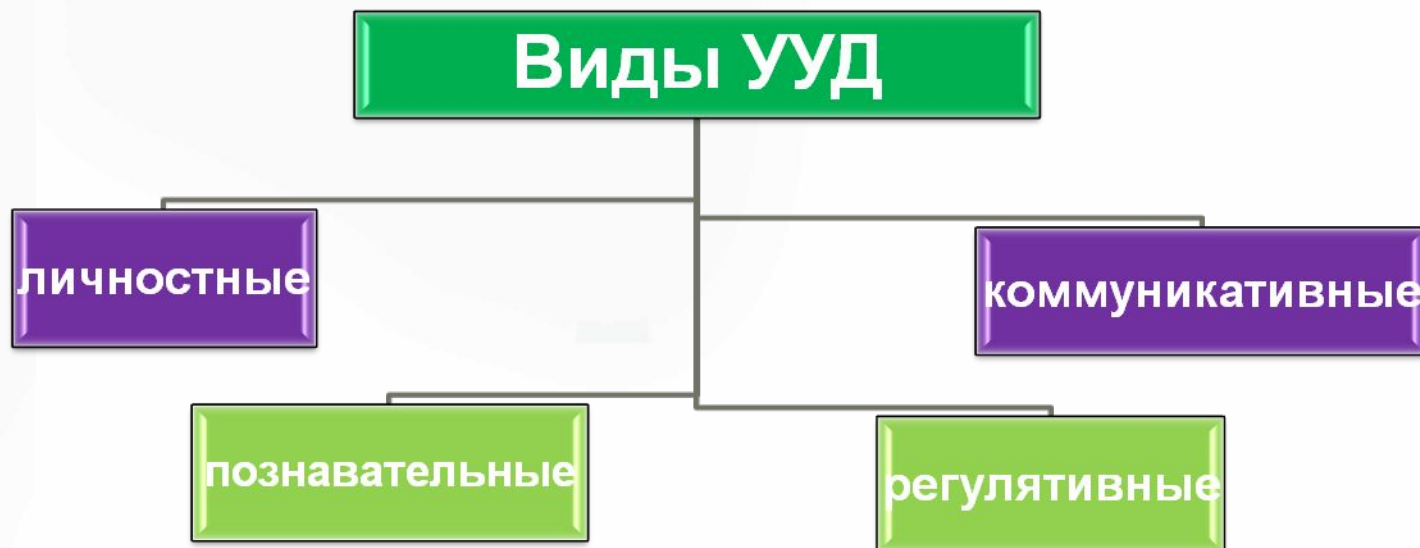 Виды УУД
личностные
коммуникативные
познавательные
регулятивные